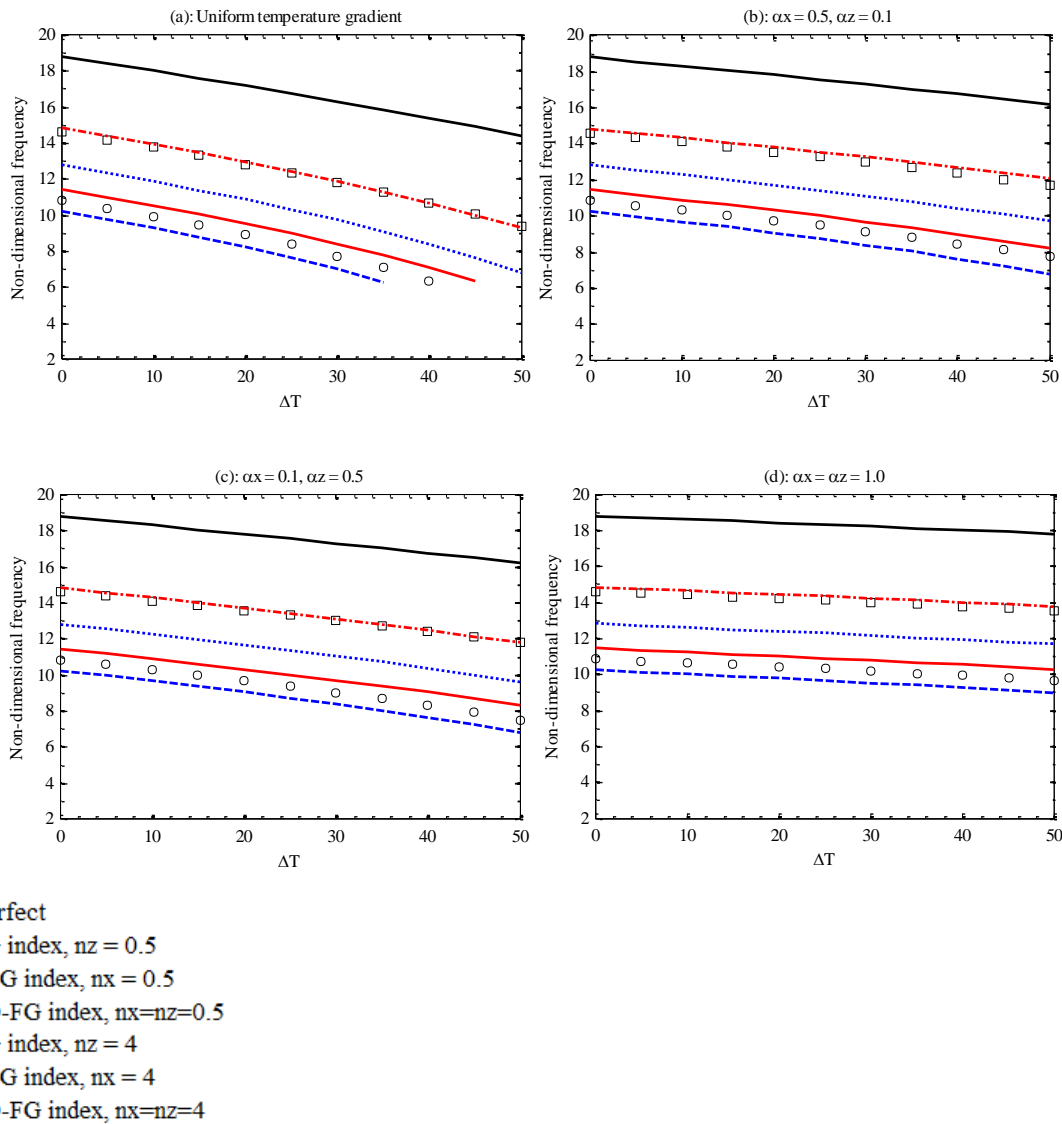 (a): Uniform temperature gradient
20
18
16
14
12
10
8
6
4
2
Non-dimensional frequency
0 10 20 30 40 50
ΔT
(b): αx = 0.5, αz = 0.1
20
18
16
14
12
10
8
6
4
2
Non-dimensional frequency
0 10 20 30 40 50
ΔT
(c): αx = 0.1, αz = 0.5
20
18
16
14
12
10
8
6
4
2
Non-dimensional frequency
0 10 20 30 40 50
ΔT
(d): αx = αz = 1.0
20
18
16
14
12
10
8
6
4
2
Non-dimensional frequency
0 10 20 30 40 50
ΔT
rfect
index, nz = 0.5
G index, nx = 0.5
-FG index, nx=nz=0.5
index, nz = 4
G index, nx = 4
-FG index, nx=nz=4